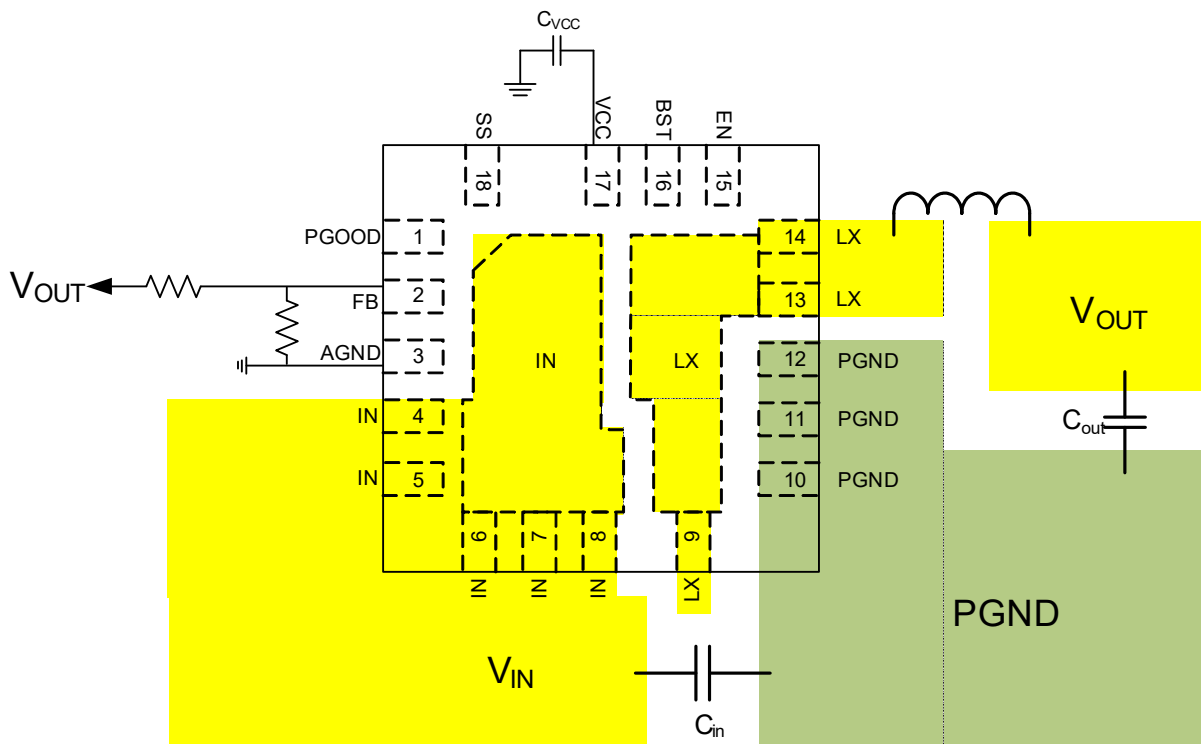 CVCC
SS
VCC
BST
EN
18
17
16
15
PGOOD
1
14
LX
VOUT
FB
2
13
LX
VOUT
AGND
3
IN
LX
12
PGND
IN
4
11
PGND
Cout
IN
5
10
PGND
6
7
8
9
IN
IN
IN
LX
PGND
VIN
Cin